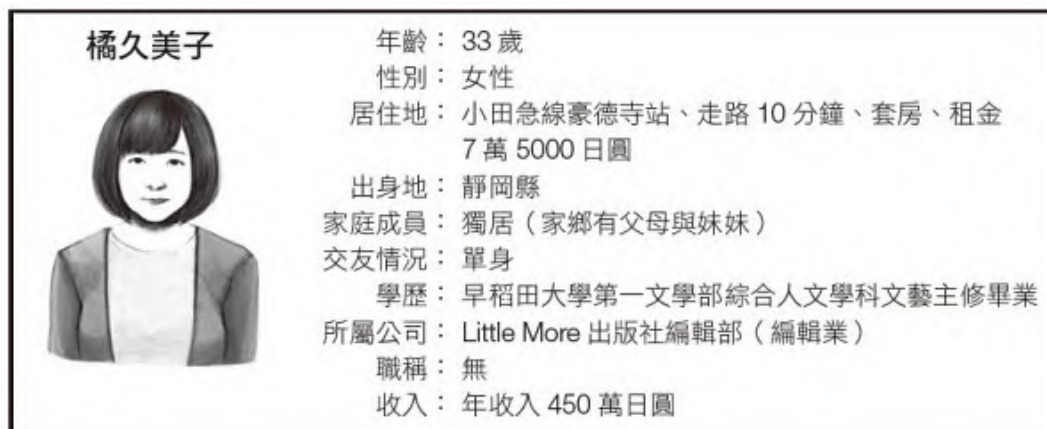 橘久美子
年齡：33 歲
性別：女性
居住地：小田急線豪德寺站、走路 10 分鐘、套房、租金
7 萬 5000 日圓
出身地：靜岡縣
家庭成員：獨居（家鄉有父母與妹妹）
交友情況：單身
學歷：早稻田大學第一文學部綜合人文學科文藝主修畢業
所屬公司：Little More 出版社編輯部（編輯業）
職稱：無
收入：年收入 450 萬日圓